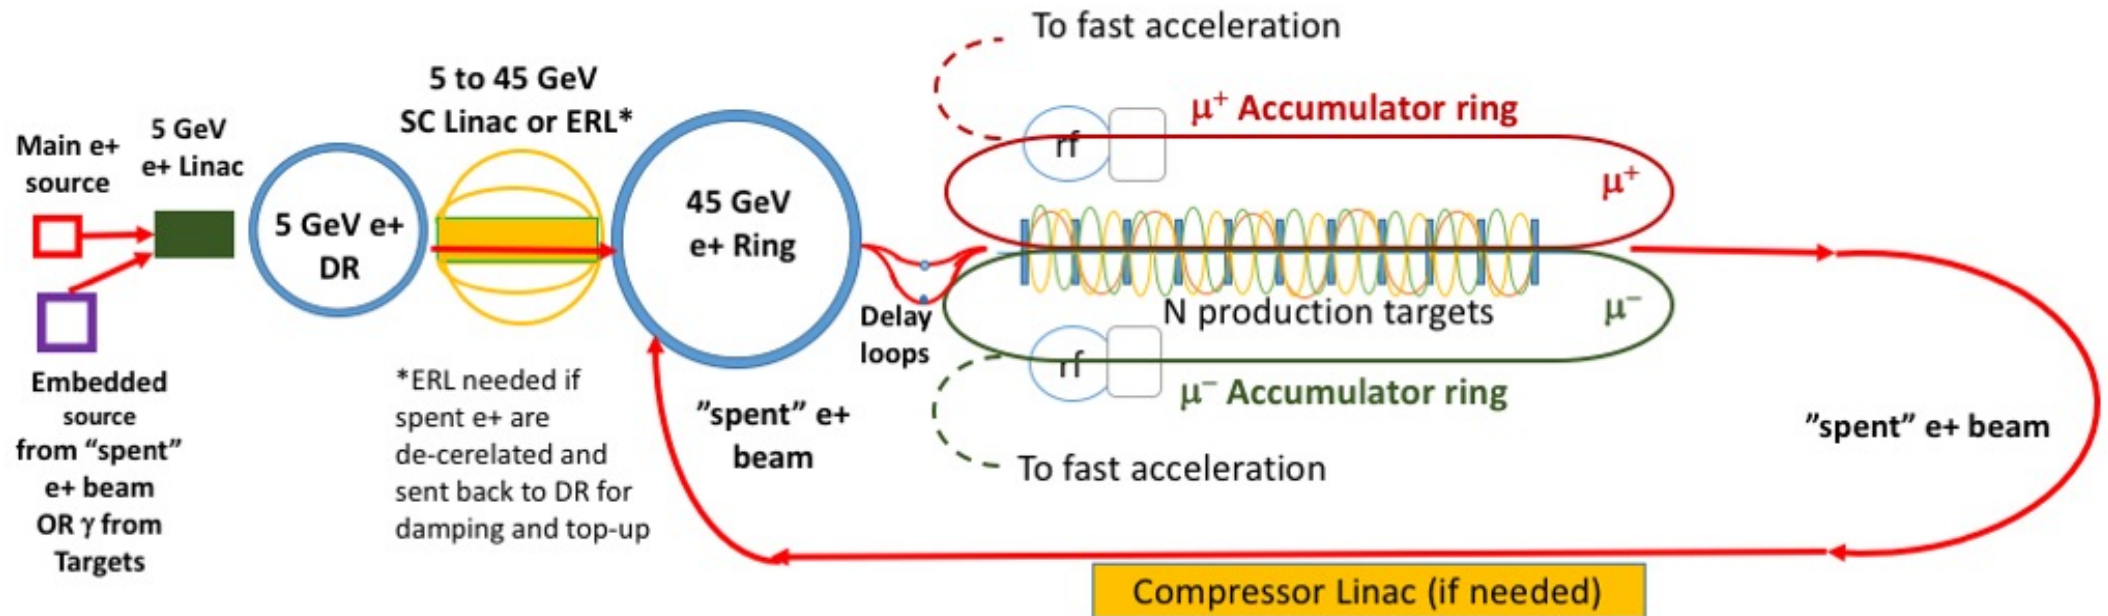 Main e+
source
5 GeV
e+ Linac
Embedded
source
from “spent”
e+ beam
OR γ from
Targets
5 GeV e+
DR
5 to 45 GeV
SC Linac or ERL*
*ERL needed if
spent e+ are
de-cerelated and
sent back to DR for
damping and top-up
45 GeV
e+ Ring
”spent” e+
beam
Delay
loops
To fast acceleration
rf
μ⁺ Accumulator ring
μ⁺
N production targets
μ⁻
rf
μ⁻ Accumulator ring
To fast acceleration
”spent” e+ beam
Compressor Linac (if needed)